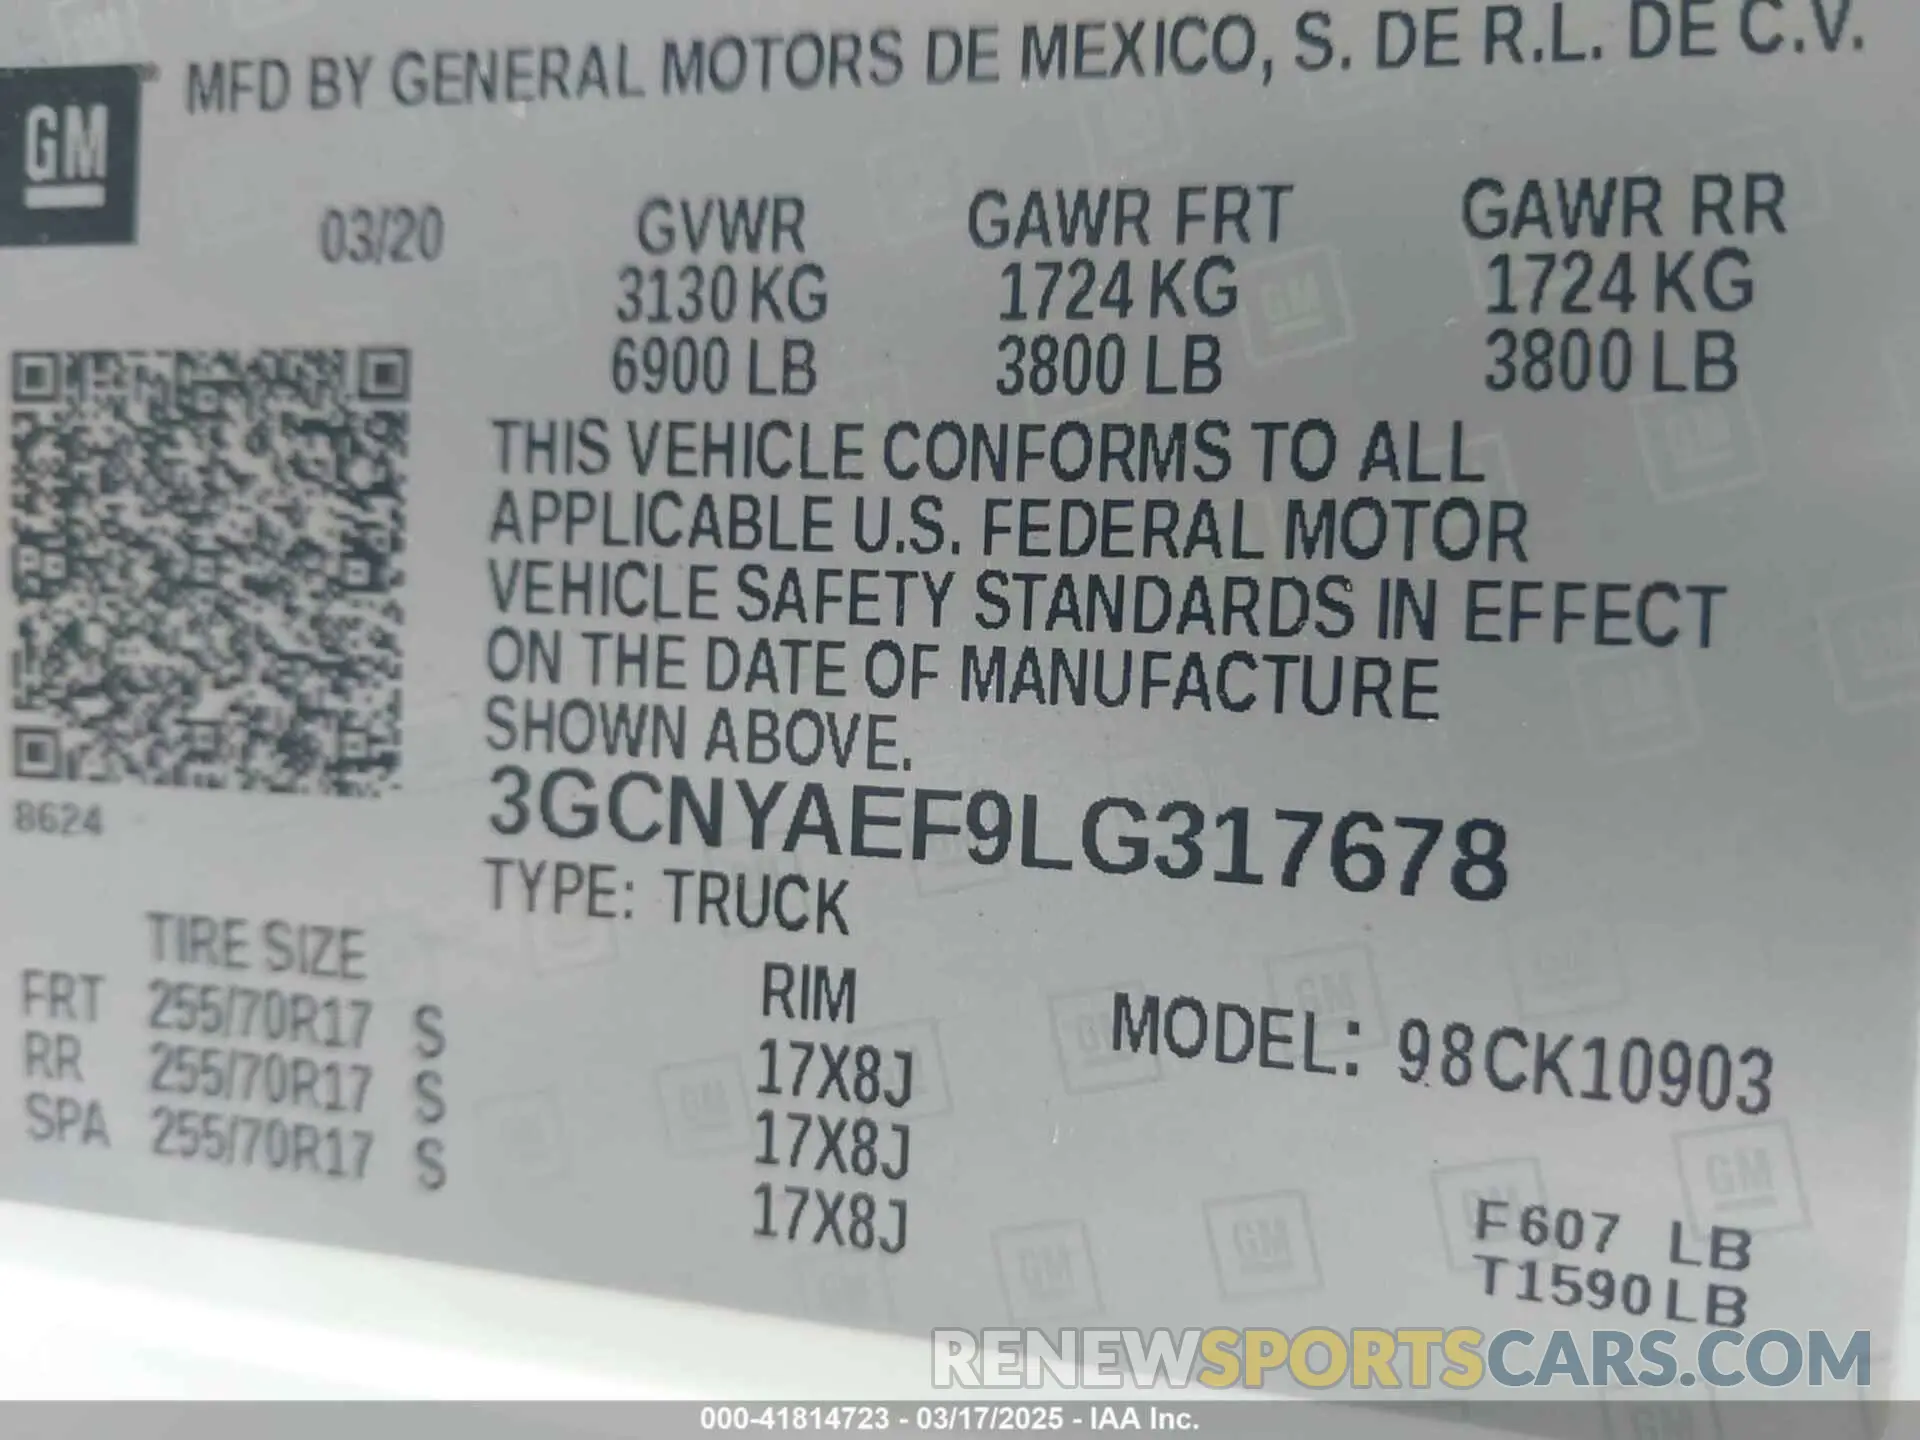 MFD BY GENERAL MOTORS DE MEXICO, S. DE R.L. DE C.V.
GM
03/20
GVWR GAWR FRT GAWR RR
3130 KG 1724 KG 1724 KG
6900 LB 3800 LB 3800 LB
THIS VEHICLE CONFORMS TO ALL
APPLICABLE U.S. FEDERAL MOTOR
VEHICLE SAFETY STANDARDS IN EFFECT
ON THE DATE OF MANUFACTURE
SHOWN ABOVE.
8624
3GCNYAEF9LG317678
TYPE: TRUCK
TIRE SIZE RIM
FRT 255/70R17 S 17X8J
RR 255/70R17 S 17X8J
SPA 255/70R17 S 17X8J
MODEL: 98CK10903
F607 LB
T1590LB
RENEWSPORTSCARS.COM
000-41814723 - 03/17/2025 - IAA Inc.